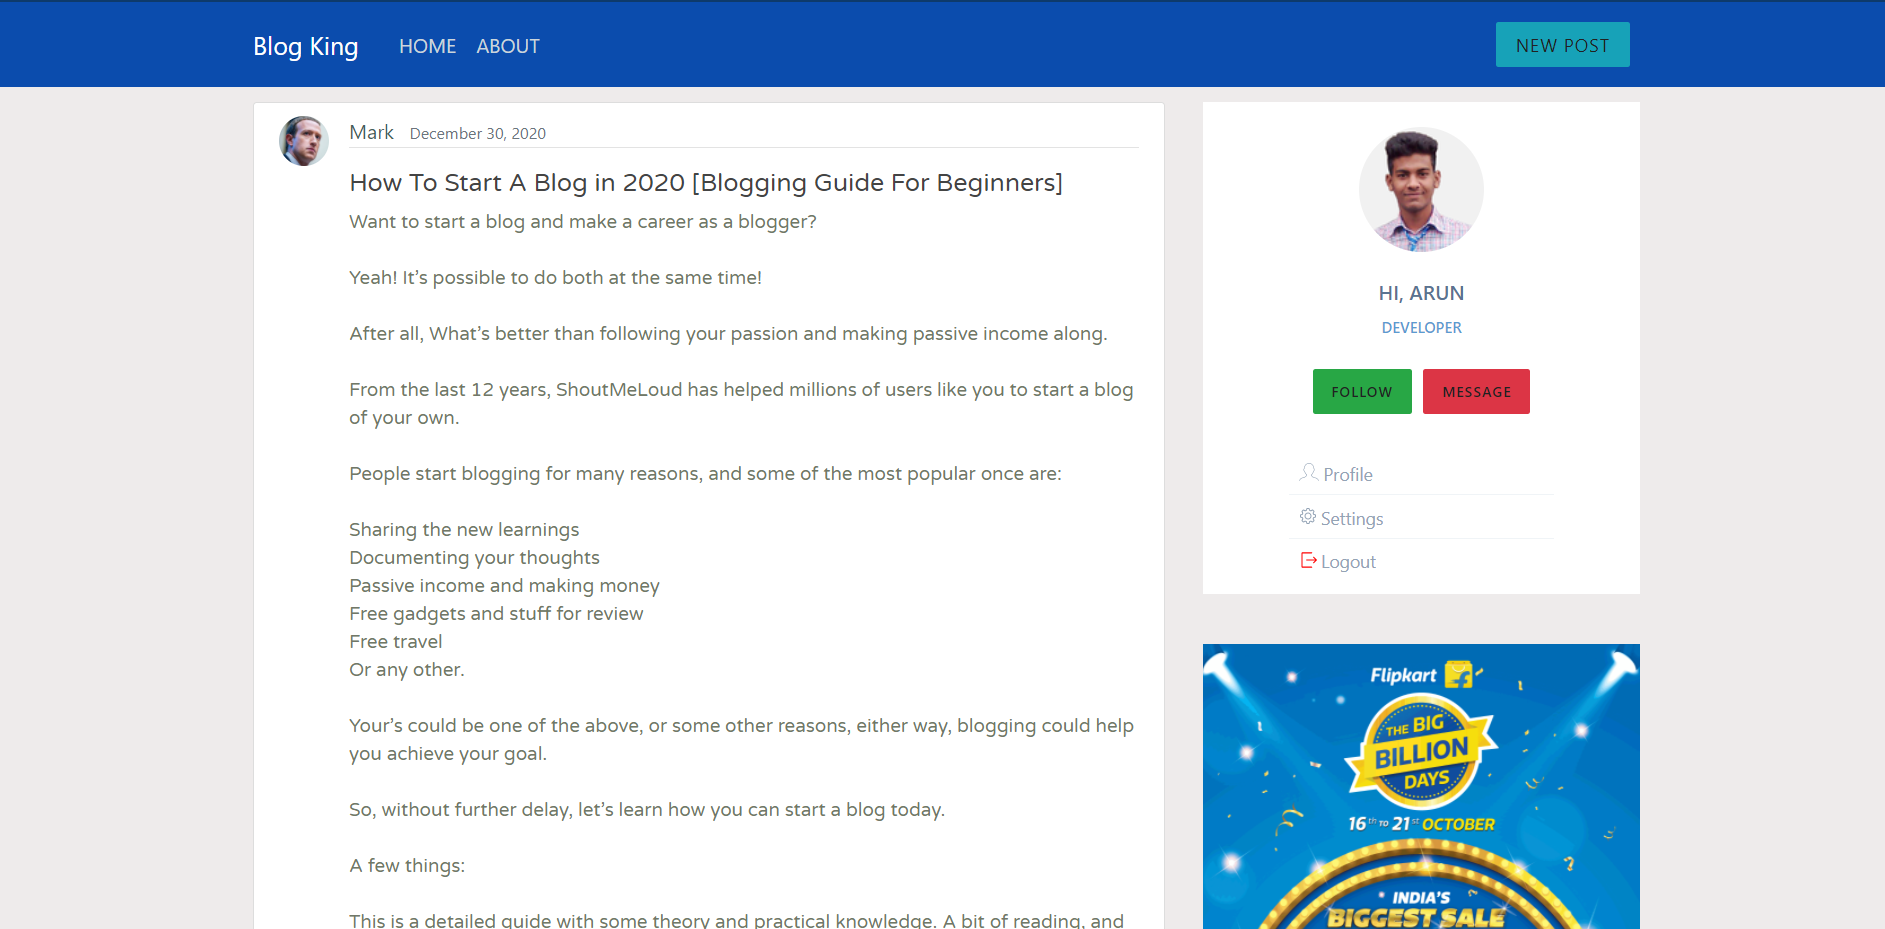 Blog King HOME ABOUT NEW POST
Mark December 30, 2020
How To Start A Blog in 2020 [Blogging Guide For Beginners]
Want to start a blog and make a career as a blogger?
Yeah! It's possible to do both at the same time!
After all, What's better than following your passion and making passive income along.
From the last 12 years, ShoutMeLoud has helped millions of users like you to start a blog
of your own.
People start blogging for many reasons, and some of the most popular once are:
Sharing the new learnings
Documenting your thoughts
Passive income and making money
Free gadgets and stuff for review
Free travel
Or any other.
Your's could be one of the above, or some other reasons, either way, blogging could help
you achieve your goal.
So, without further delay, let's learn how you can start a blog today.
A few things:
This is a detailed guide with some theory and practical knowledge. A bit of reading, and
HI, ARUN
DEVELOPER
FOLLOW MESSAGE
Profile
Settings
Logout
Flipkart
THE BIG
BILLION
DAYS
16th TO 21st OCTOBER
INDIA'S
BIGGEST SALE